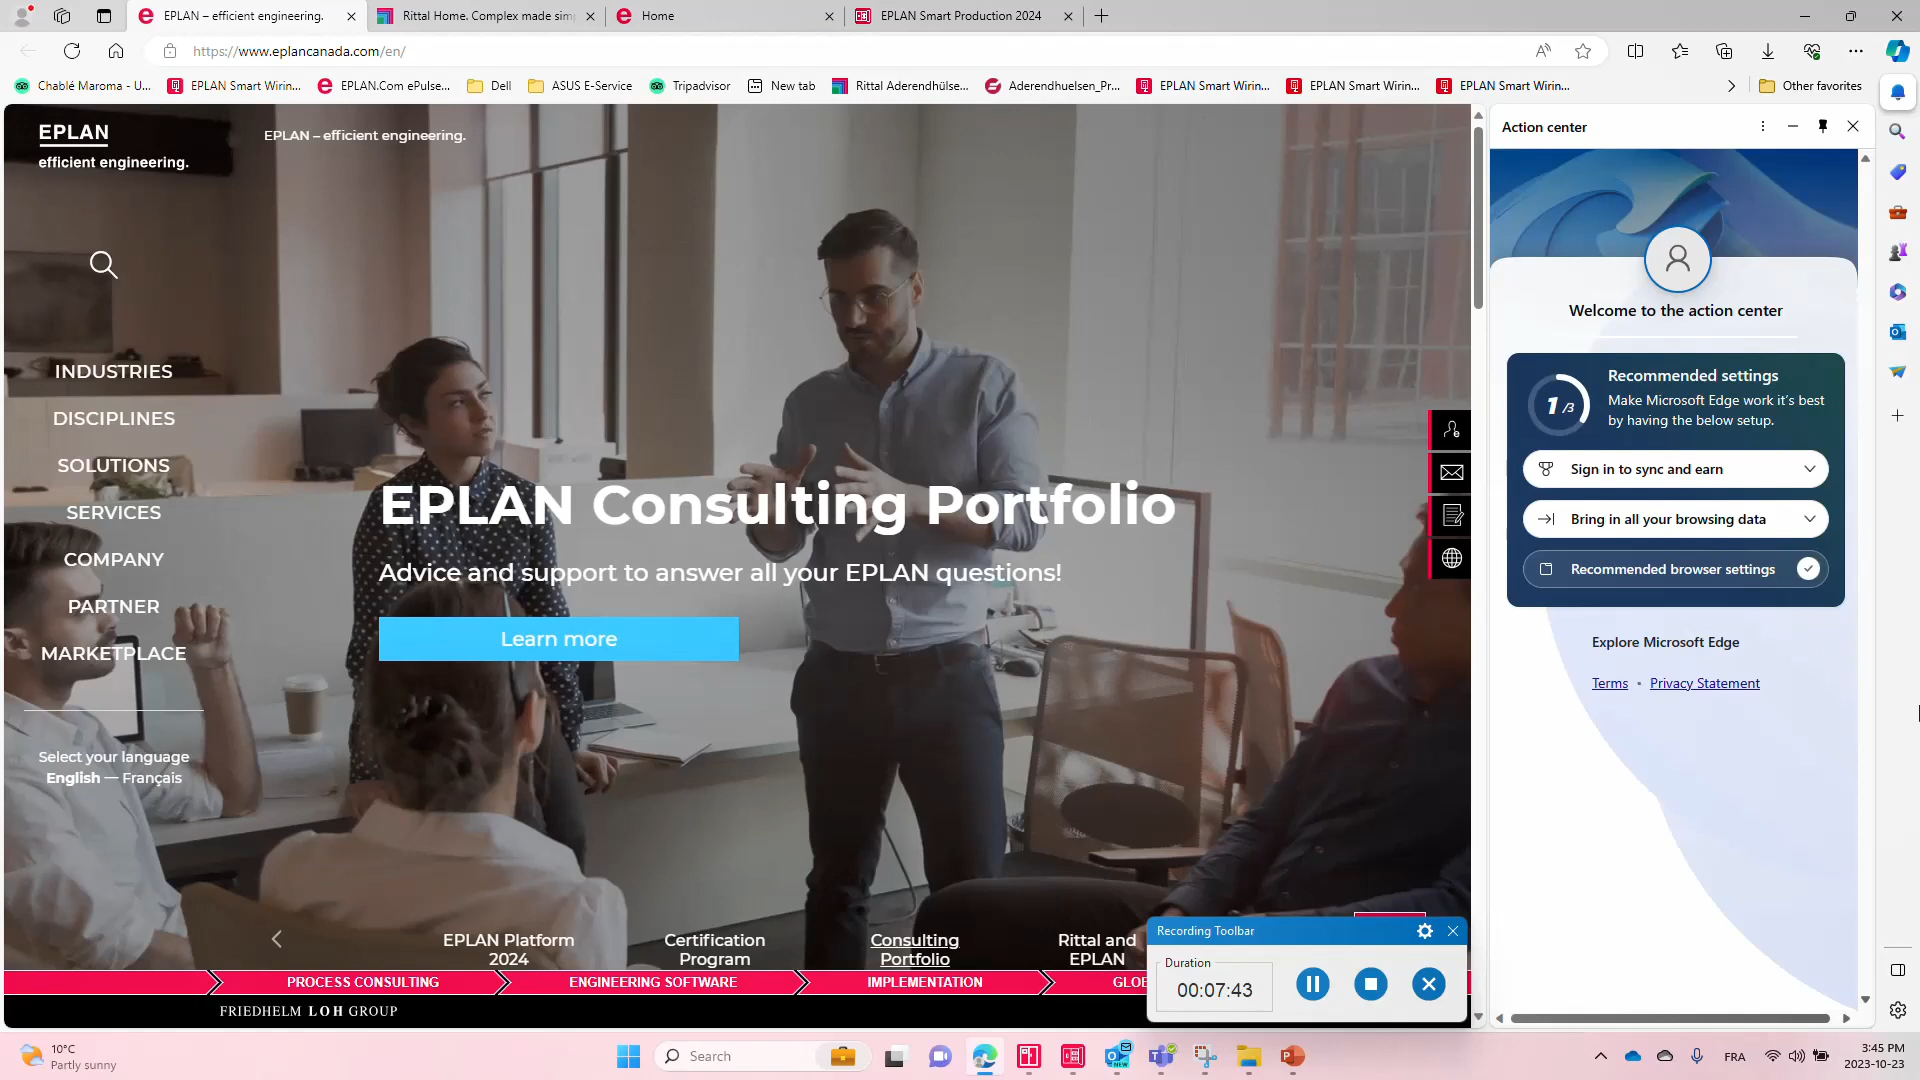 EPLAN – efficient engineering.
Rittal Home. Complex made sim
Home
EPLAN Smart Production 2024
https://www.eplancanada.com/en/
Chablé Maroma - U...
EPLAN Smart Wirin...
EPLAN.Com ePulse...
Dell
ASUS E-Service
Tripadvisor
New tab
Rittal Aderendhülse...
Aderendhuelsen_Pr...
EPLAN Smart Wirin...
EPLAN Smart Wirin...
EPLAN Smart Wirin...
Other favorites
EPLAN
efficient engineering.
EPLAN – efficient engineering.
INDUSTRIES
DISCIPLINES
SOLUTIONS
SERVICES
COMPANY
PARTNER
MARKETPLACE
Select your language
English — Français
EPLAN Consulting Portfolio
Advice and support to answer all your EPLAN questions!
Learn more
EPLAN Platform
2024
Certification
Program
Consulting
Portfolio
Rittal and
EPLAN
PROCESS CONSULTING
ENGINEERING SOFTWARE
IMPLEMENTATION
GLOB
FRIEDHELM LOH GROUP
Action center
Welcome to the action center
1/3
Recommended settings
Make Microsoft Edge work it's best
by having the below setup.
Sign in to sync and earn
Bring in all your browsing data
Recommended browser settings
Explore Microsoft Edge
Terms • Privacy Statement
Recording Toolbar
Duration
00:07:43
10°C
Partly sunny
Search
NEW
FRA
3:45 PM
2023-10-23